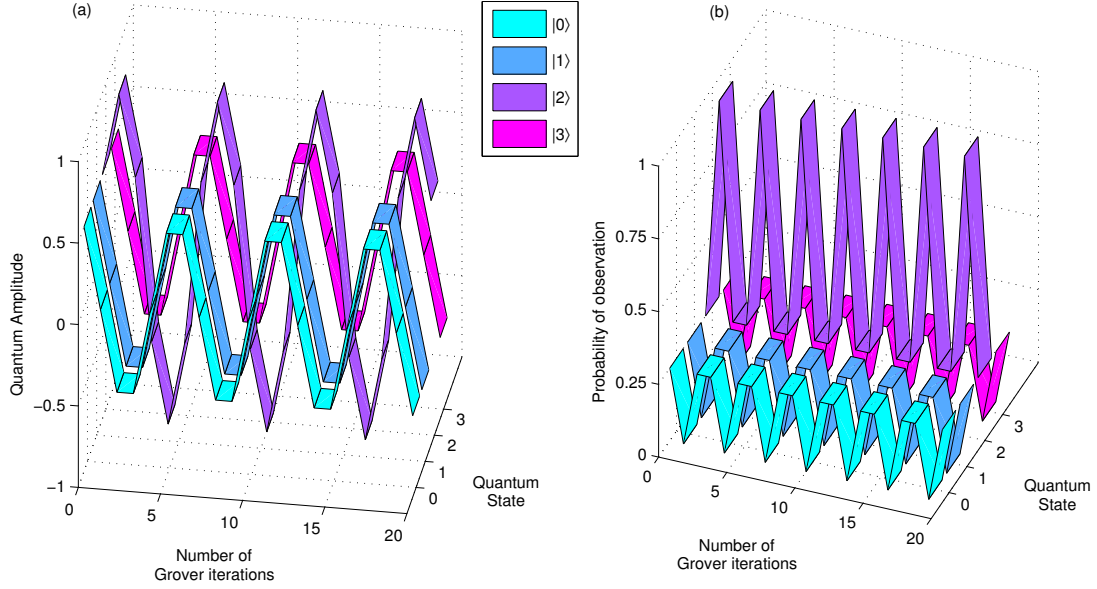 (a)
|0⟩
|1⟩
|2⟩
|3⟩
(b)
Quantum Amplitude
1
0.5
0
−0.5
−1
0
5
10
15
20
Number of
Grover iterations
0
1
2
3
Quantum
State
Probability of observation
1
0.75
0.5
0.25
0
0
5
10
15
20
Number of
Grover iterations
0
1
2
3
Quantum
State